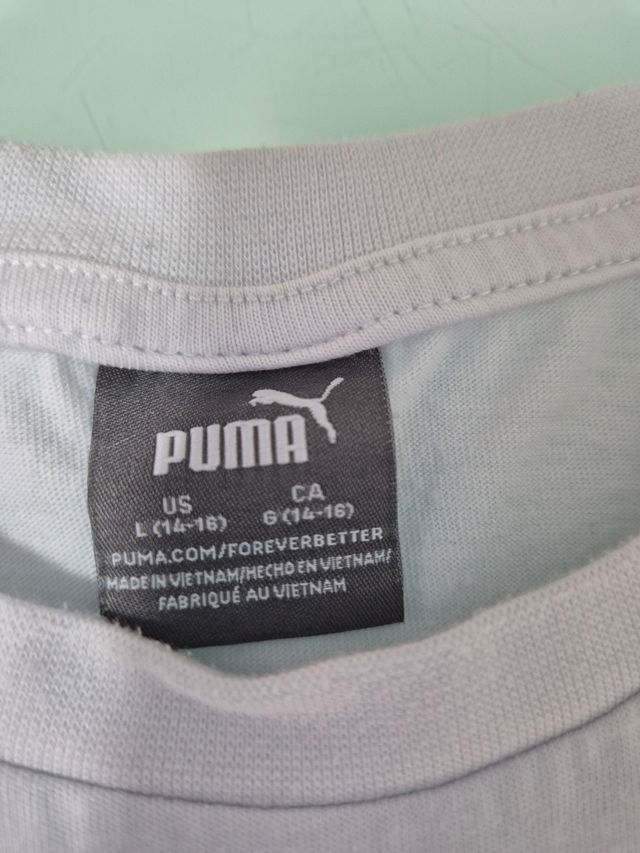 PUMA
US CA
L (14-16) G (14-16)
PUMA.COM/FOREVERBETTER
MADE IN VIETNAM/HECHO EN VIETNAM/
FABRIQUÉ AU VIETNAM